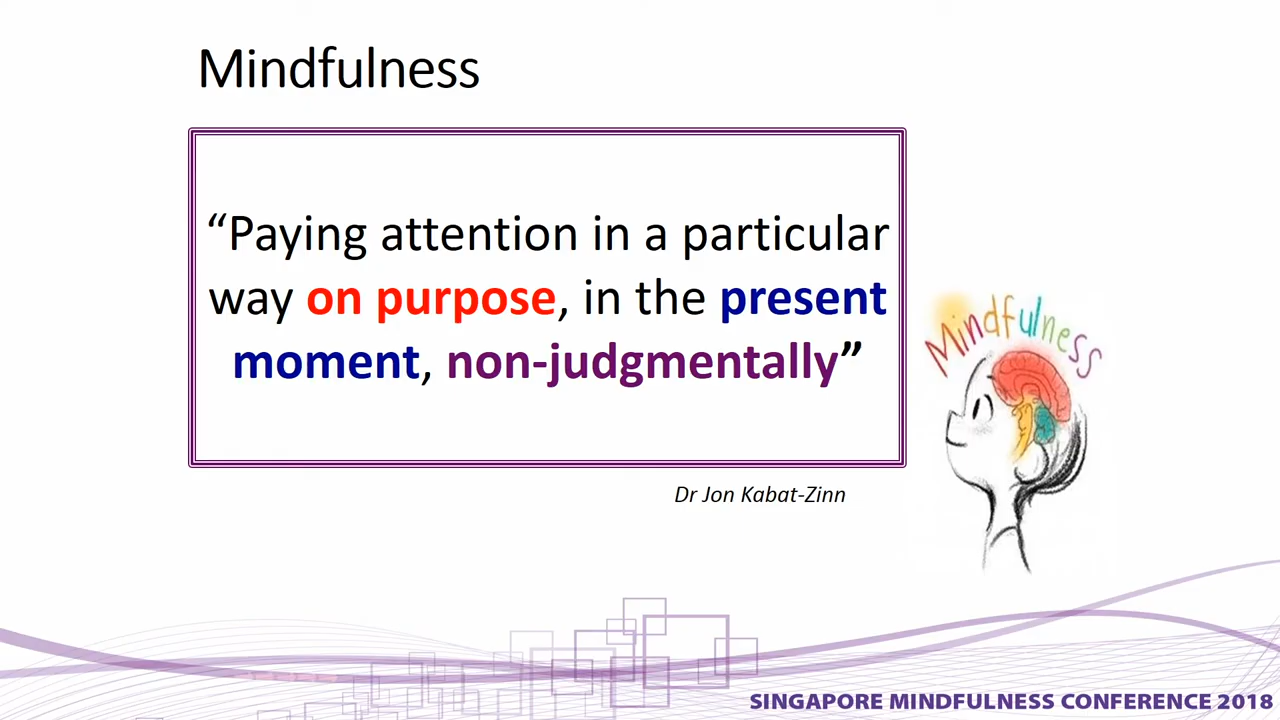 Mindfulness
“Paying attention in a particular
way on purpose, in the present
moment, non-judgmentally”
Mindfulness
Dr Jon Kabat-Zinn
SINGAPORE MINDFULNESS CONFERENCE 2018